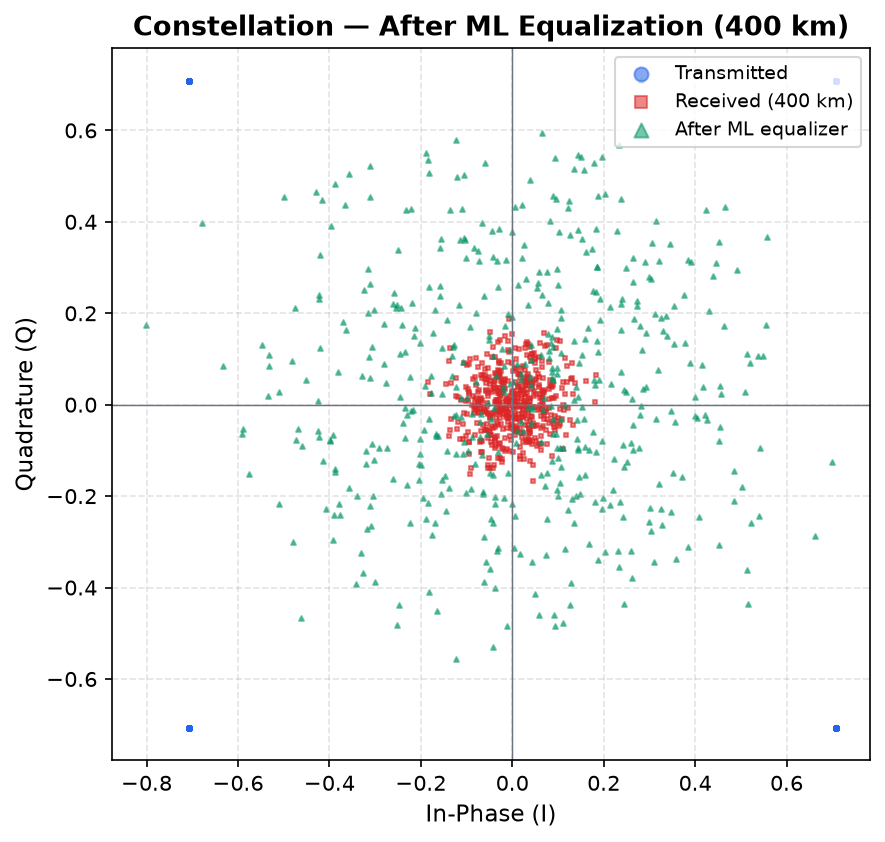 Constellation — After ML Equalization (400 km)
Transmitted
Received (400 km)
After ML equalizer
Quadrature (Q)
0.6
0.4
0.2
0.0
−0.2
−0.4
−0.6
−0.8 −0.6 −0.4 −0.2 0.0 0.2 0.4 0.6
In-Phase (I)